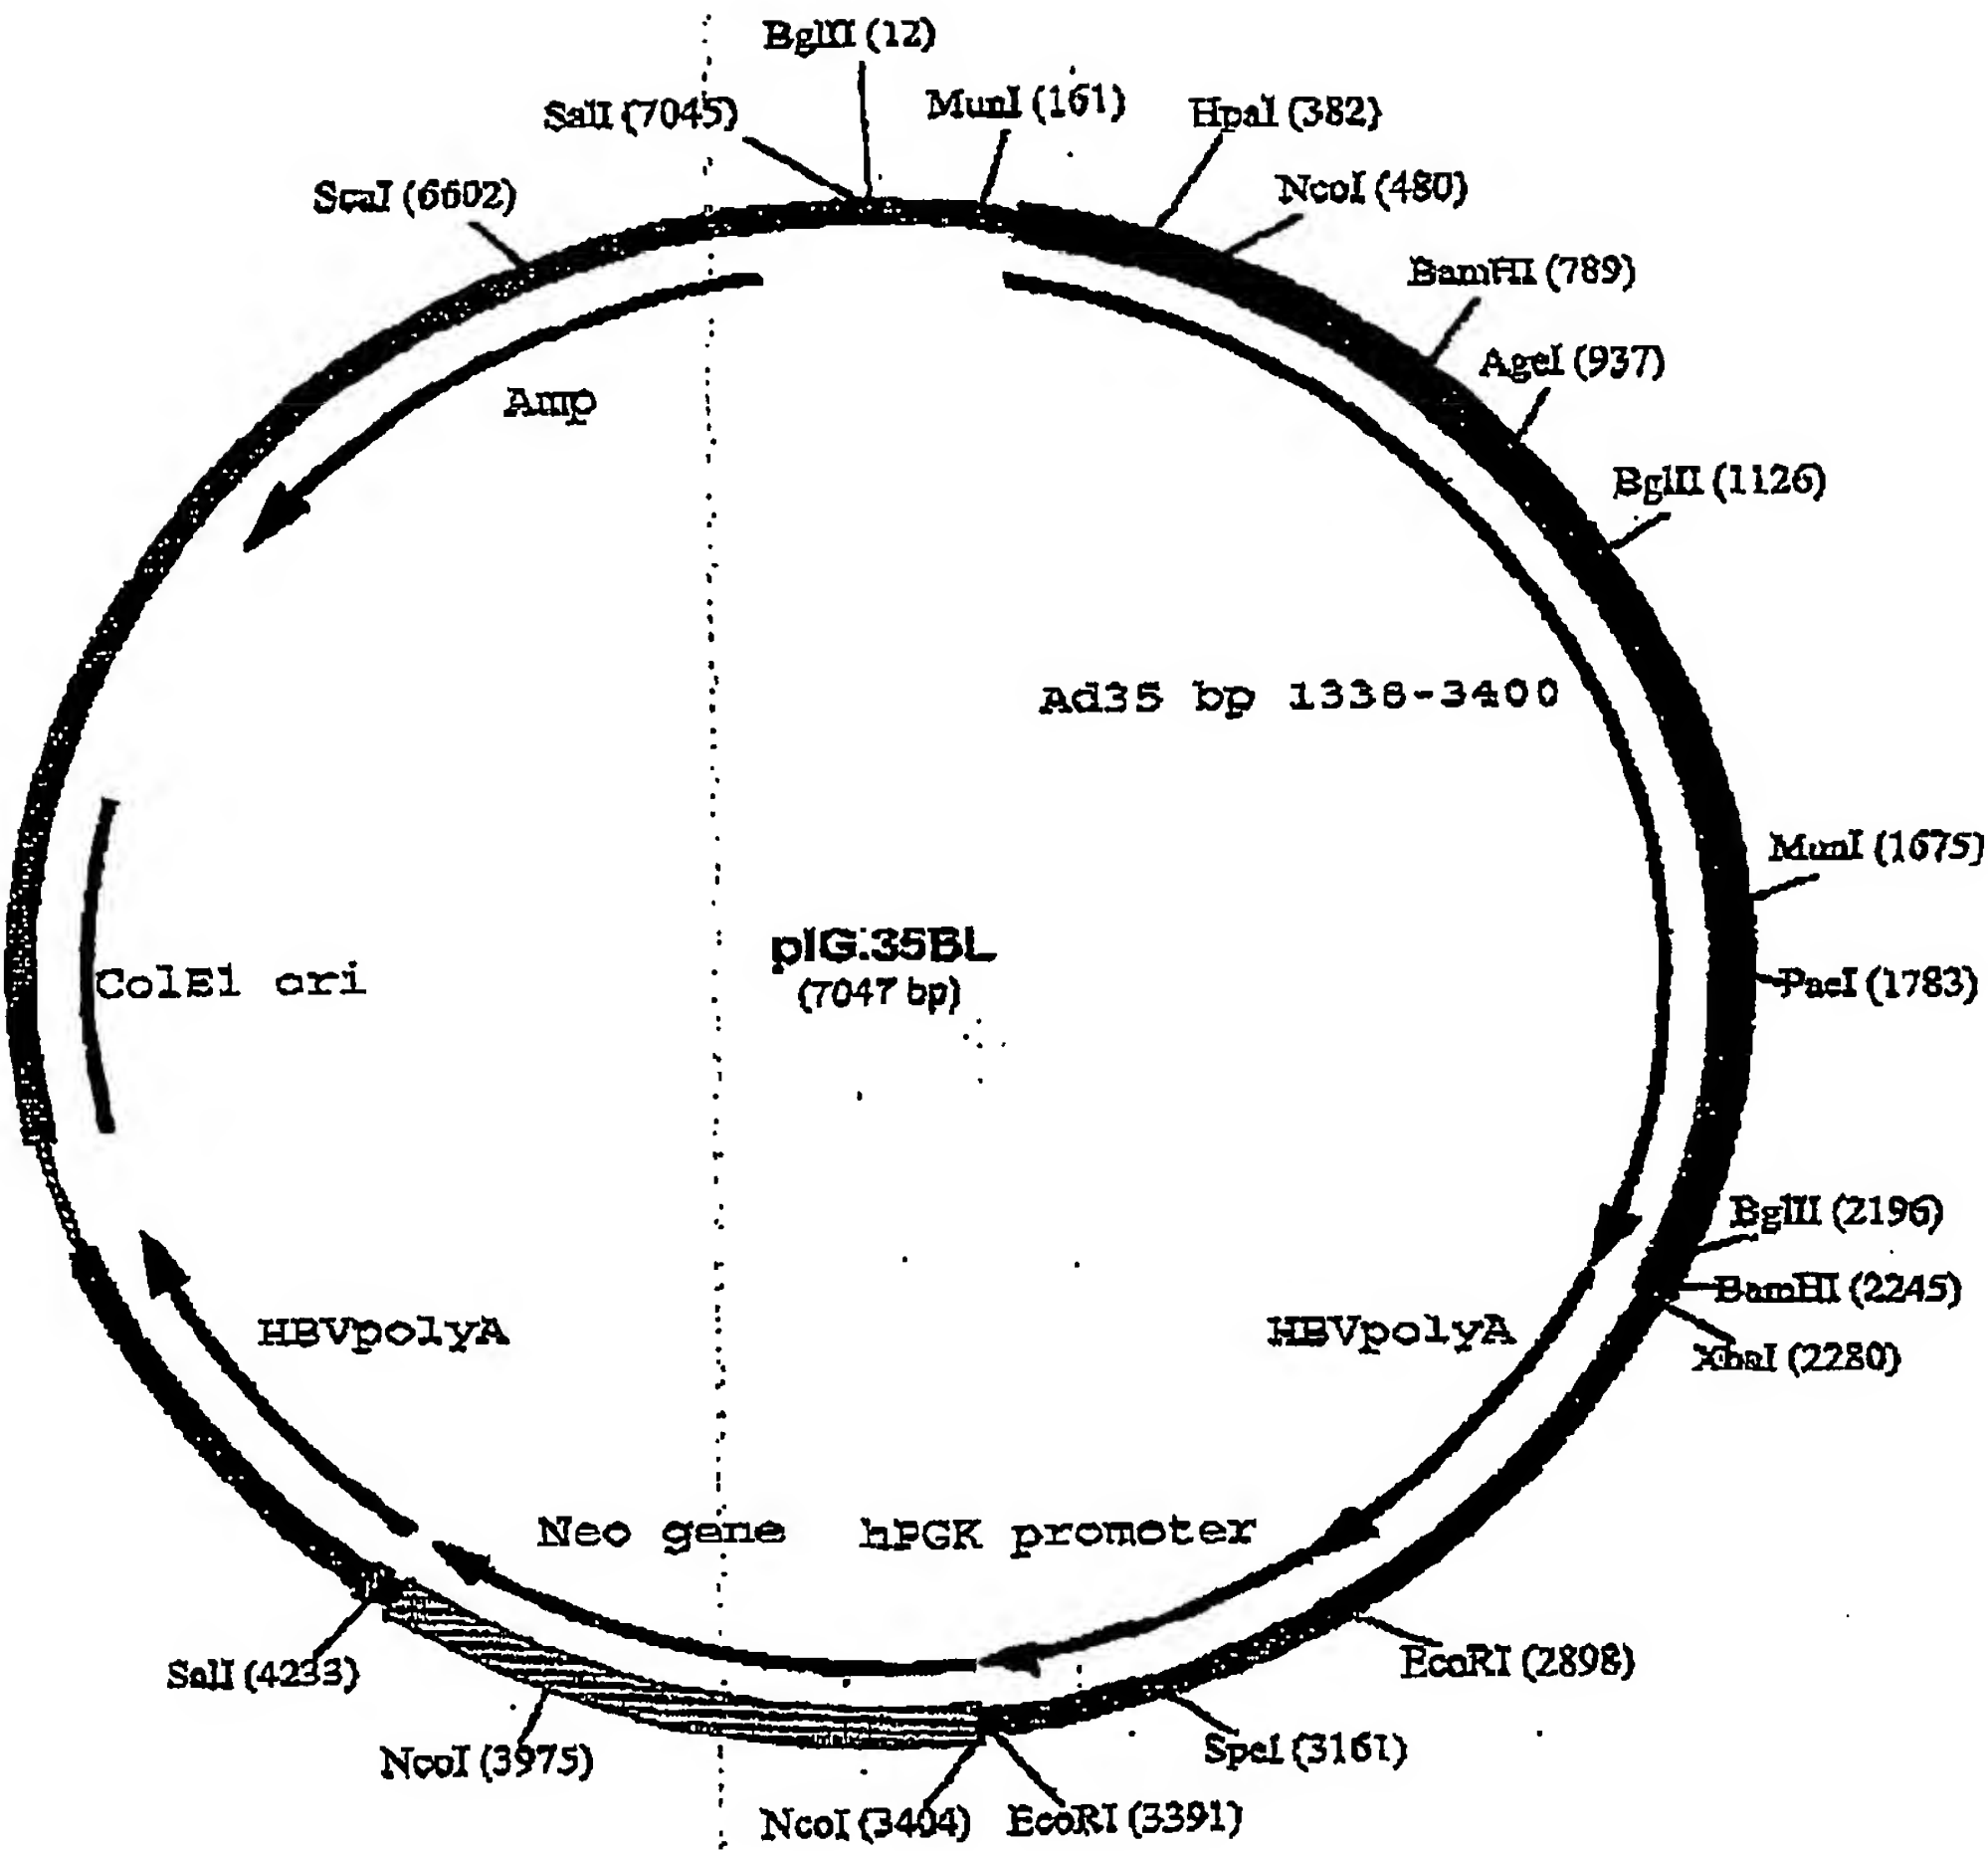 BglII (12)
SalI (7045)
MunI (161)
HpaI (382)
ScaI (6602)
NcoI (480)
BamHI (789)
AgeI (937)
Amp
BglII (1126)
Ad35 bp 1338-3400
MunI (1675)
pIG.35BL
(7047 bp)
ColE1 ori
PacI (1783)
BglII (2196)
BamHI (2245)
HBVpolyA
HBVpolyA
XbaI (2280)
Neo gene
hPGK promoter
SalI (4233)
EcoRI (2898)
NcoI (3975)
SpeI (3161)
NcoI (3404)
EcoRI (3391)